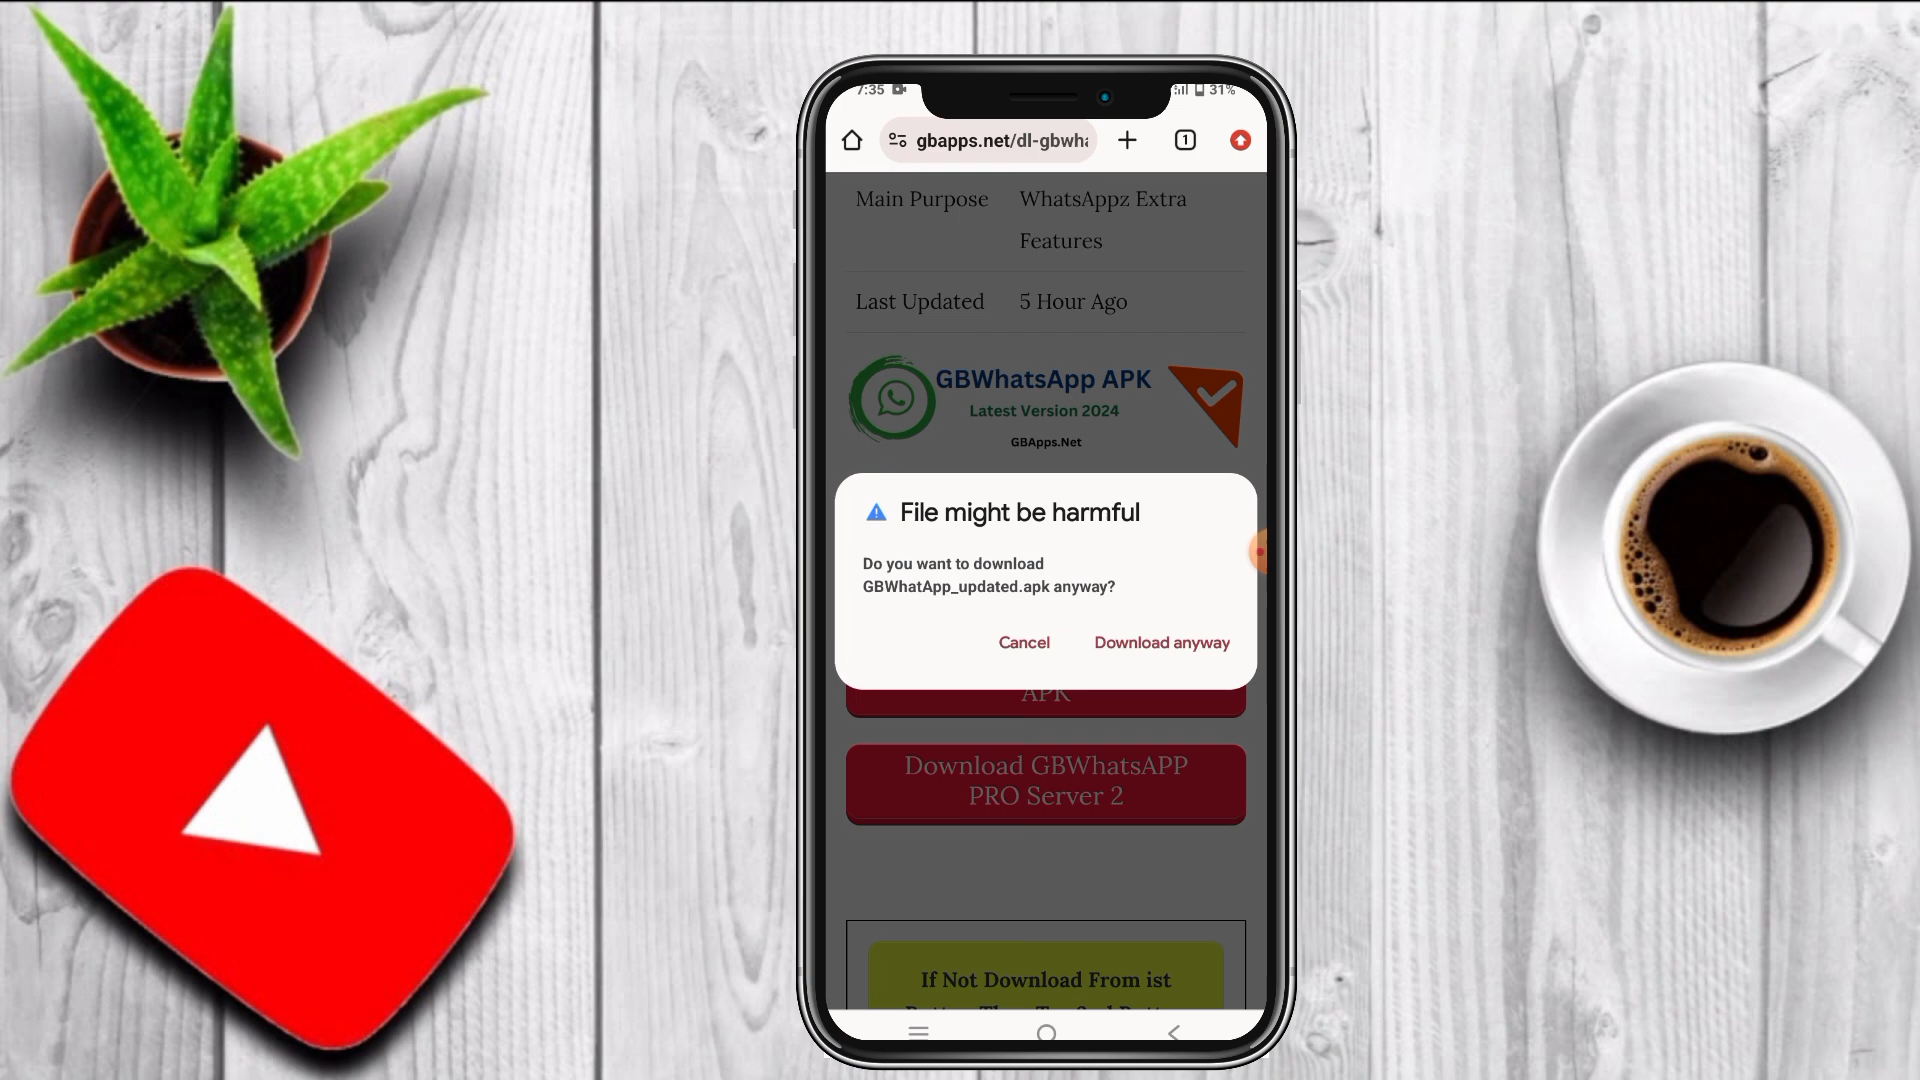 7:35
31%
gbapps.net/dl-gbwha
1
Main Purpose
WhatsAppz Extra
Features
Last Updated
5 Hour Ago
GBWhatsApp APK
Latest Version 2024
GBApps.Net
File might be harmful
Do you want to download
GBWhatApp_updated.apk anyway?
Cancel
Download anyway
APK
Download GBWhatsAPP
PRO Server 2
If Not Download From ist